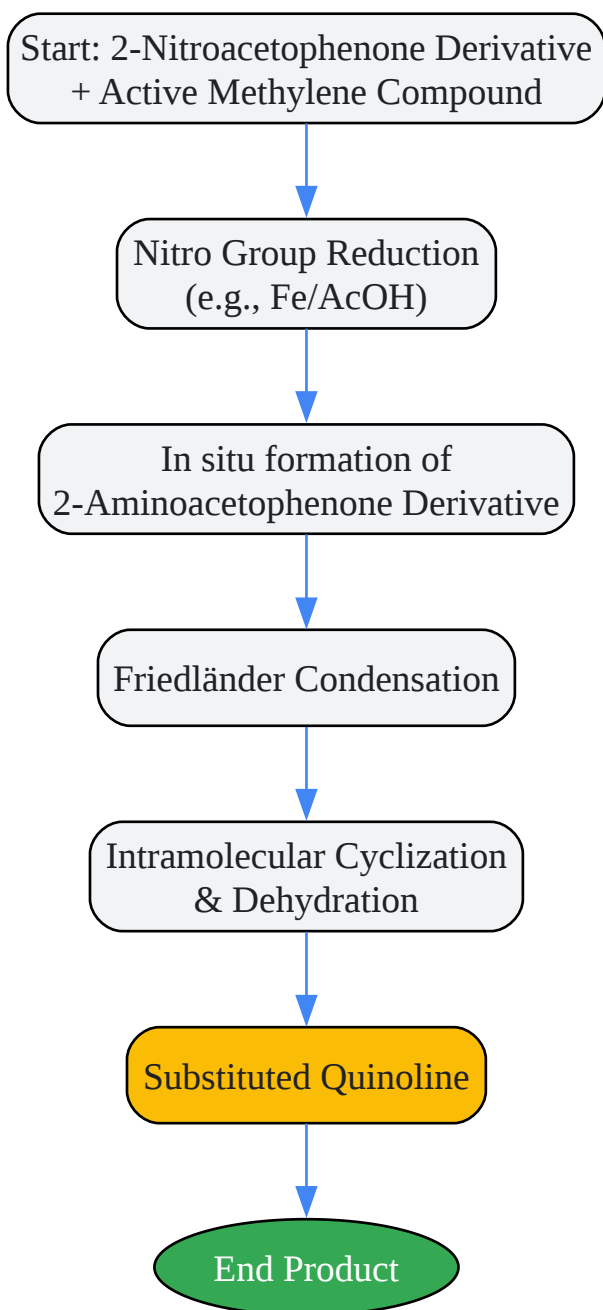 Start: 2-Nitroacetophenone Derivative
+ Active Methylene Compound
Nitro Group Reduction
(e.g., Fe/AcOH)
In situ formation of
2-Aminoacetophenone Derivative
Friedländer Condensation
Intramolecular Cyclization
& Dehydration
Substituted Quinoline
End Product